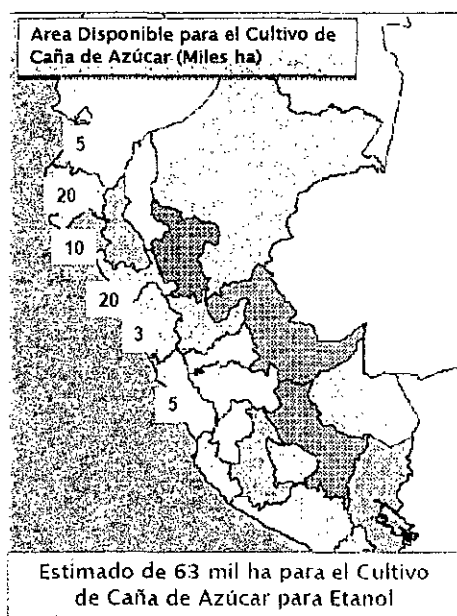 Area Disponible para el Cultivo de
Caña de Azúcar (Miles ha)
5
20
10
20
3
5
Estimado de 63 mil ha para el Cultivo
de Caña de Azúcar para Etanol